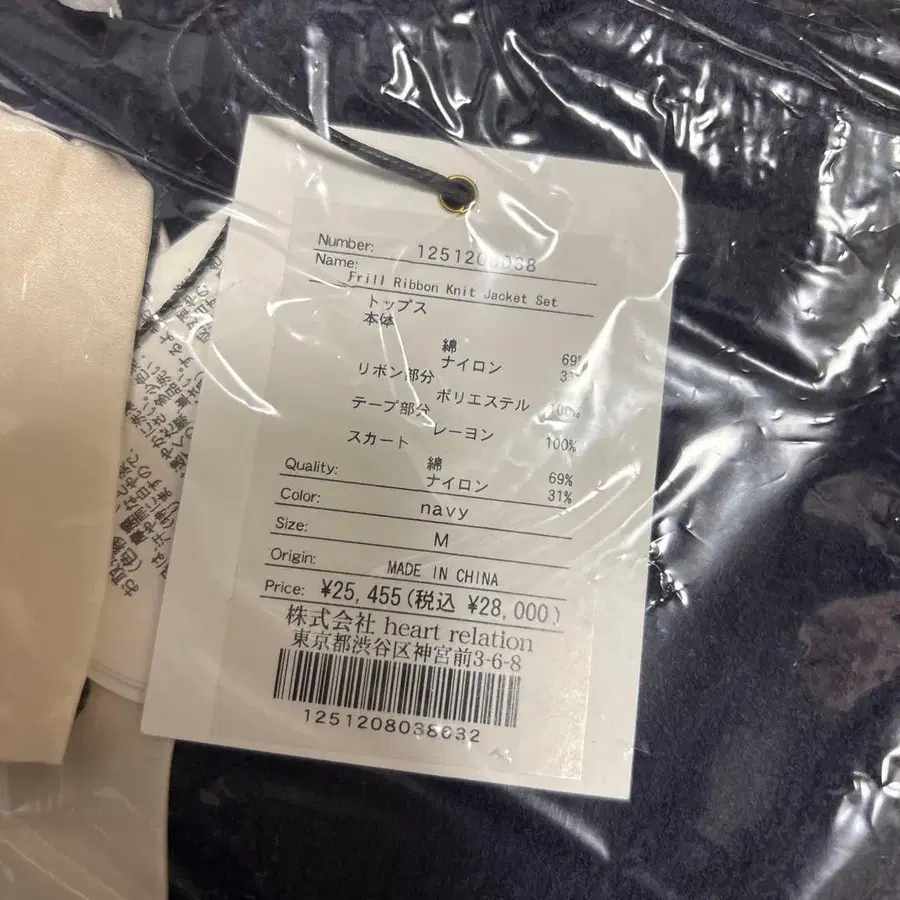 Number: 1251208038
Name: Frill Ribbon Knit Jacket Set
トップス
本体
綿 69%
ナイロン 31%
リボン部分
ポリエステル 100%
テープ部分
レーヨン 100%
スカート
綿 69%
Quality: ナイロン 31%
Color: navy
Size: M
Origin: MADE IN CHINA
Price: ¥25,455(税込 ¥28,000)
株式会社 heart relation
東京都渋谷区神宮前3-6-8
1251208038032